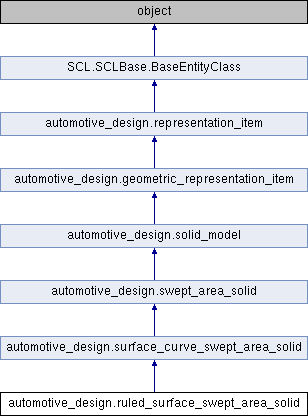 object
SCL.SCLBase.BaseEntityClass
automotive_design.representation_item
automotive_design.geometric_representation_item
automotive_design.solid_model
automotive_design.swept_area_solid
automotive_design.surface_curve_swept_area_solid
automotive_design.ruled_surface_swept_area_solid